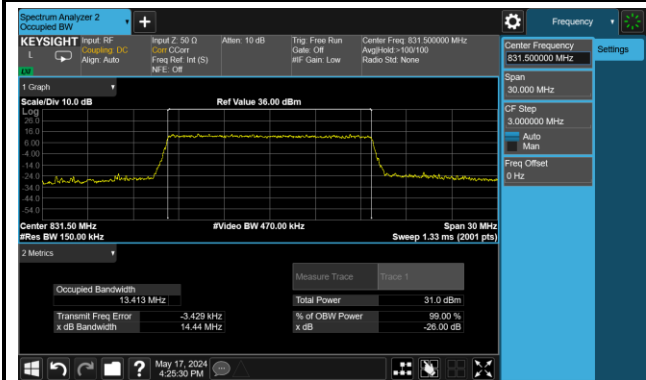 Spectrum Analyzer 2
Occupied BW
+
Frequency
KEYSIGHT
L
LXI
Input: RF
Coupling: DC
Align: Auto
Input Z: 50 Ω
Corr CCorr
Freq Ref: Int (S)
NFE: Off
Atten: 10 dB
Trig: Free Run
Gate: Off
#IF Gain: Low
Center Freq: 831.500000 MHz
Avg|Hold:>100/100
Radio Std: None
Center Frequency
831.500000 MHz
Settings
Span
30.000 MHz
CF Step
3.000000 MHz
Auto
Man
Freq Offset
0 Hz
1 Graph
Scale/Div 10.0 dB
Ref Value 36.00 dBm
Log
26.0
16.0
6.00
-4.00
-14.0
-24.0
-34.0
-44.0
-54.0
Center 831.50 MHz
#Video BW 470.00 kHz
Span 30 MHz
#Res BW 150.00 kHz
Sweep 1.33 ms (2001 pts)
2 Metrics
Measure Trace
Trace 1
Occupied Bandwidth
13.413 MHz
Total Power
31.0 dBm
Transmit Freq Error
-3.429 kHz
% of OBW Power
99.00 %
x dB Bandwidth
14.44 MHz
x dB
-26.00 dB
?
May 17, 2024
4:25:30 PM